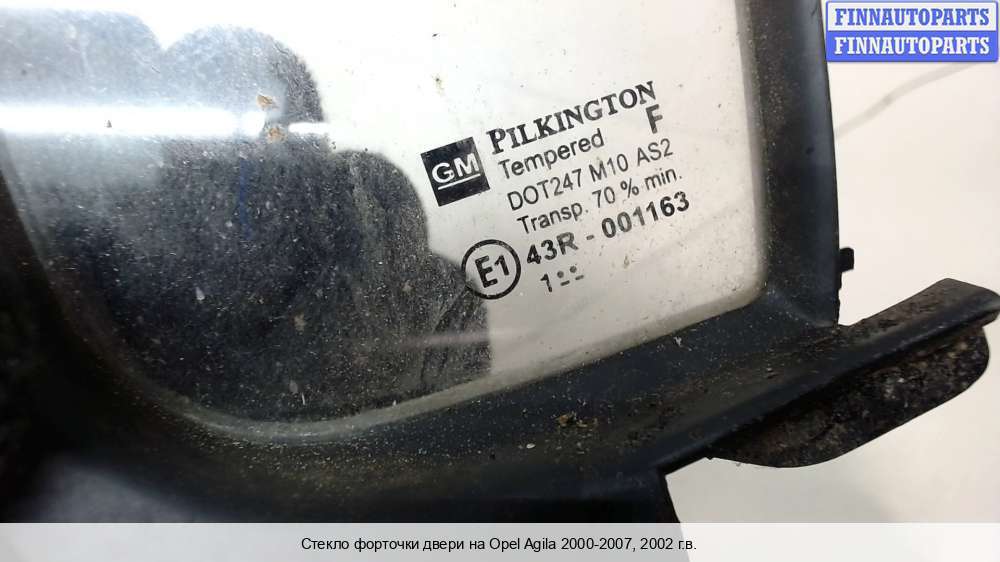 FINNAUTOPARTS
FINNAUTOPARTS
PILKINGTON
GM
Tempered F
DOT247 M10 AS2
Transp. 70 % min.
E1 43R - 001163
1
Стекло форточки двери на Opel Agila 2000-2007, 2002 г.в.